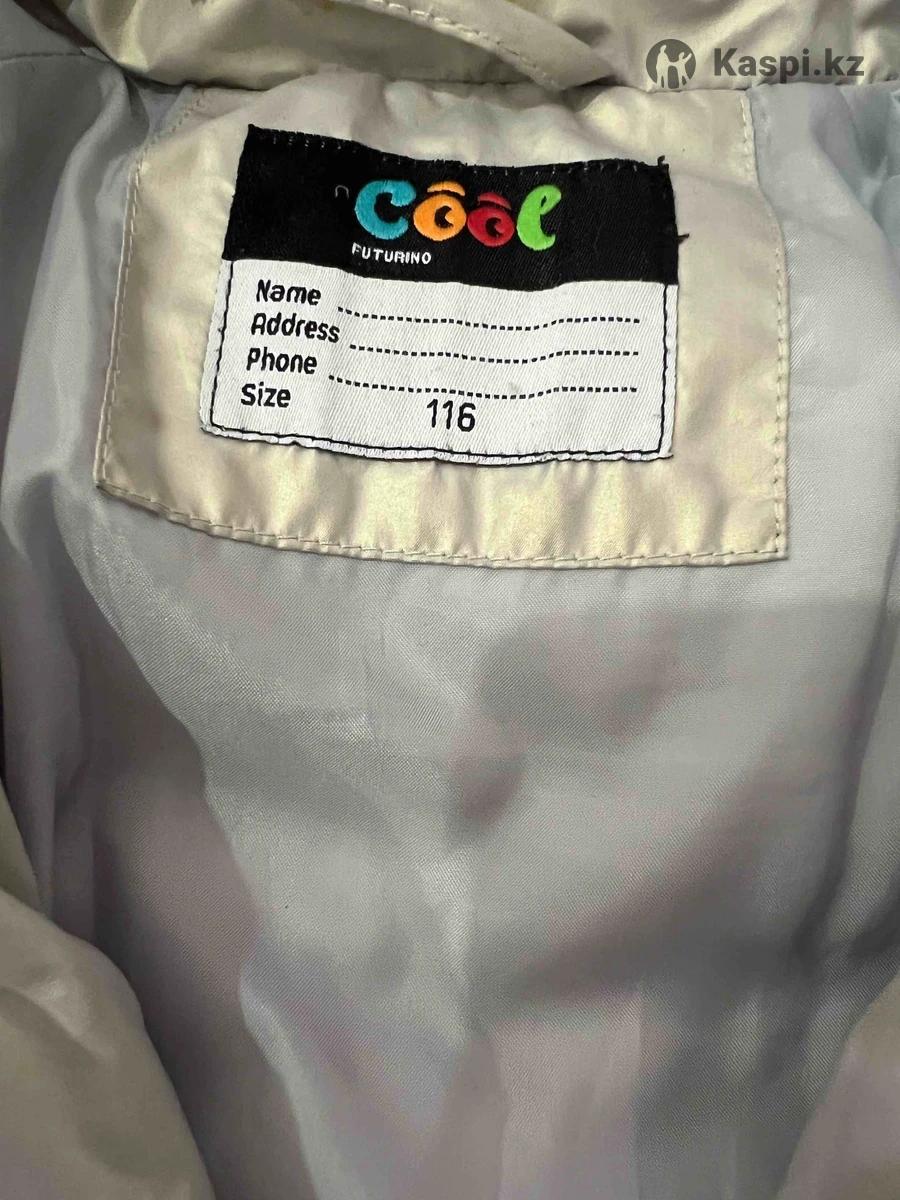 Kaspi.kz
cool
FUTURINO
Name
Address
Phone
Size 116